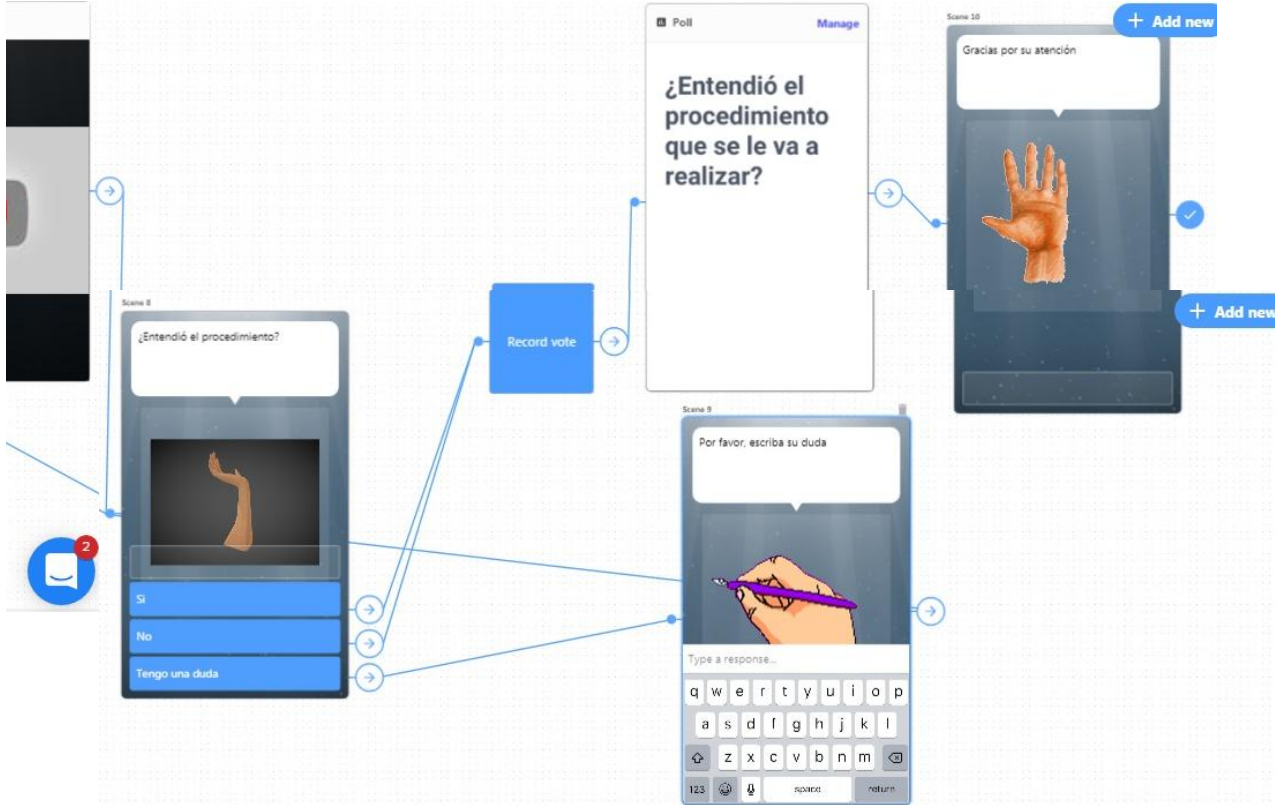 Poll
Manage
¿Entendió el
procedimiento
que se le va a
realizar?
Scene 10
+ Add new
Gracias por su atención
+ Add new
Scene 8
¿Entendió el procedimiento?
Si
No
Tengo una duda
Record vote
Scene 9
Por favor, escriba su duda
Type a response...
q w e r t y u i o p
a s d f g h j k l
z x c v b n m
123 space return
2